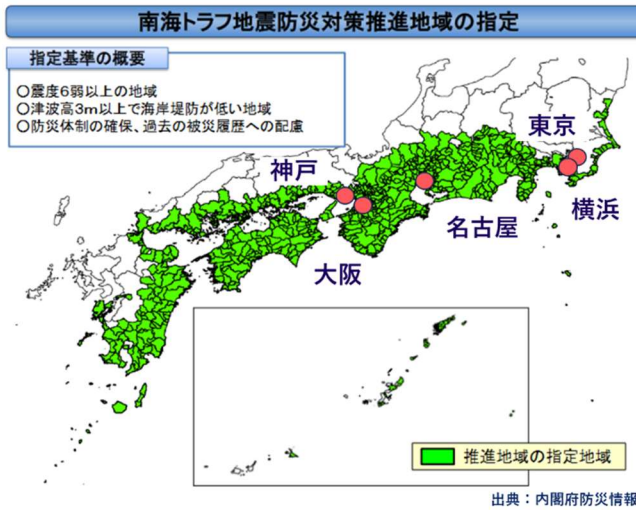 南海トラフ地震防災対策推進地域の指定
指定基準の概要
○震度6弱以上の地域
○津波高3m以上で海岸堤防が低い地域
○防災体制の確保、過去の被災履歴への配慮
東京
神戸
横浜
名古屋
大阪
推進地域の指定地域
出典：内閣府防災情報